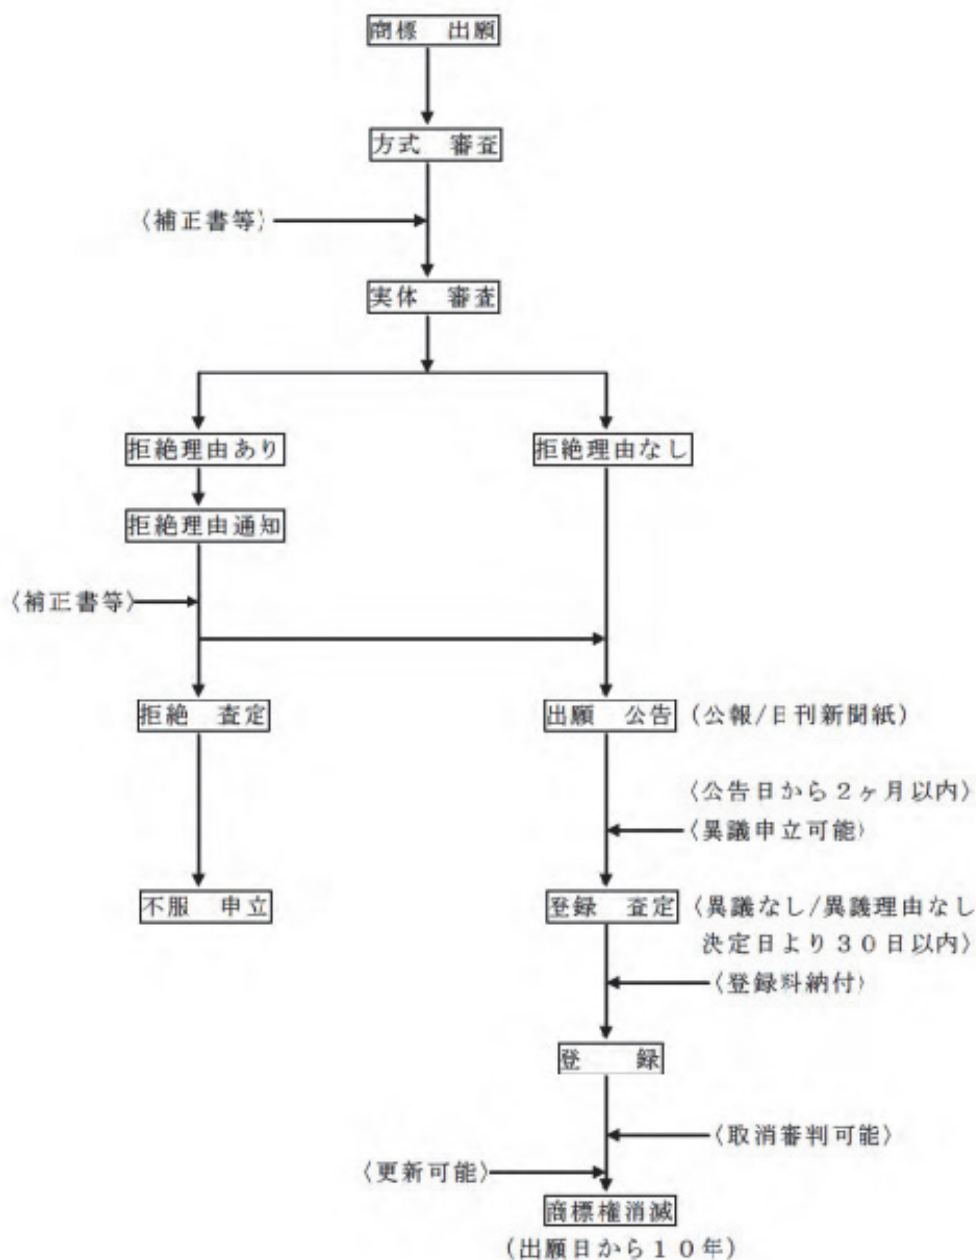 商標　出願
方式　審査
〈補正書等〉
実体　審査
拒絶理由あり
拒絶理由なし
拒絶理由通知
〈補正書等〉
拒絶　査定
出願　公告 (公報/日刊新聞紙)
〈公告日から２ヶ月以内〉
〈異議申立可能〉
不服　申立
登録　査定 〈異議なし/異議理由なし
決定日より３０日以内〉
〈登録料納付〉
登　　録
〈取消審判可能〉
〈更新可能〉
商標権消滅
(出願日から１０年)